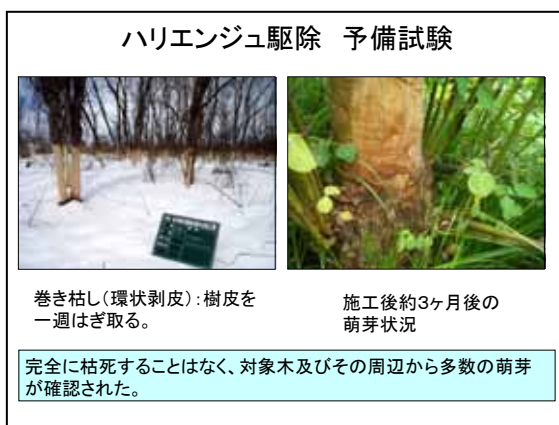 ハリエンジュ駆除　予備試験
巻き枯し（環状剥皮）：樹皮を
一週はぎ取る。
施工後約3ヶ月後の
萌芽状況
完全に枯死することはなく、対象木及びその周辺から多数の萌芽
が確認された。